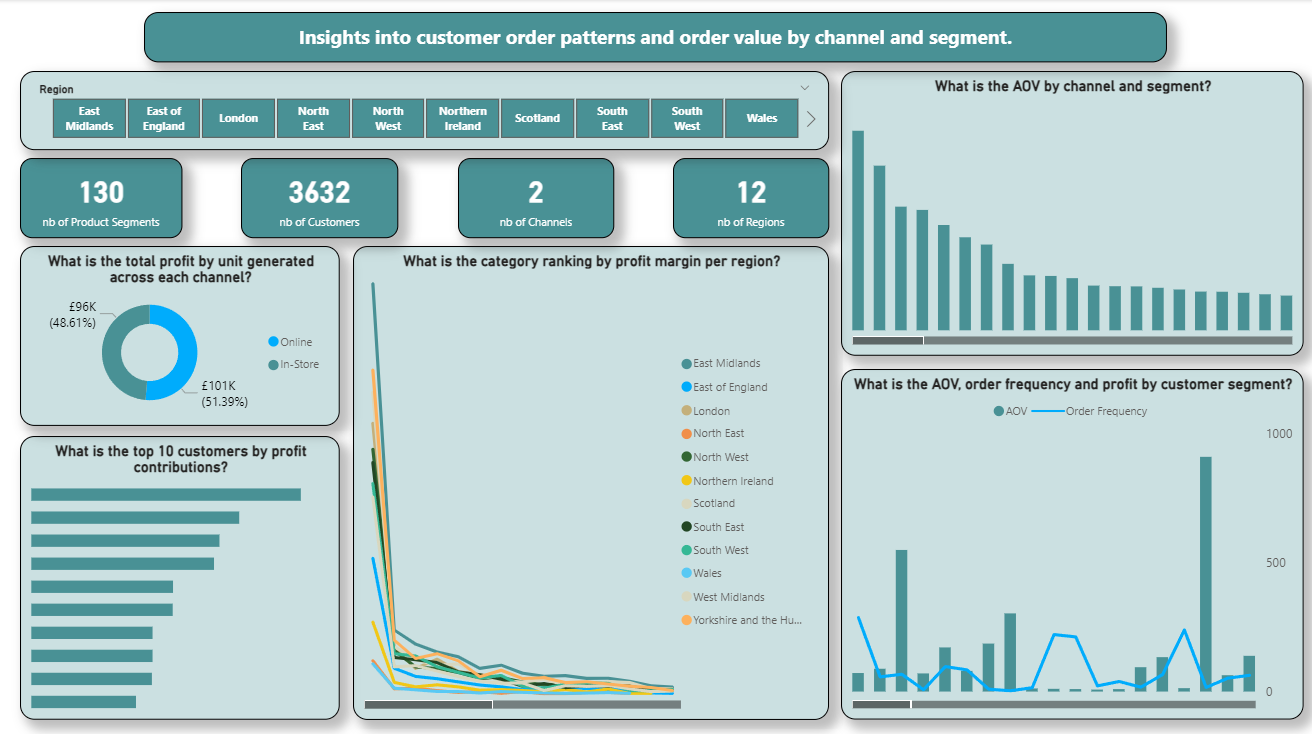 Insights into customer order patterns and order value by channel and segment.
Region
East
Midlands
East of
England
London
North
East
North
West
Northern
Ireland
Scotland
South
East
South
West
Wales
130
nb of Product Segments
3632
nb of Customers
2
nb of Channels
12
nb of Regions
What is the AOV by channel and segment?
What is the total profit by unit generated
across each channel?
£96K
(48.61%)
£101K
(51.39%)
Online
In-Store
What is the category ranking by profit margin per region?
East Midlands
East of England
London
North East
North West
Northern Ireland
Scotland
South East
South West
Wales
West Midlands
Yorkshire and the Hu...
What is the top 10 customers by profit
contributions?
What is the AOV, order frequency and profit by customer segment?
AOV
Order Frequency
1000
500
0